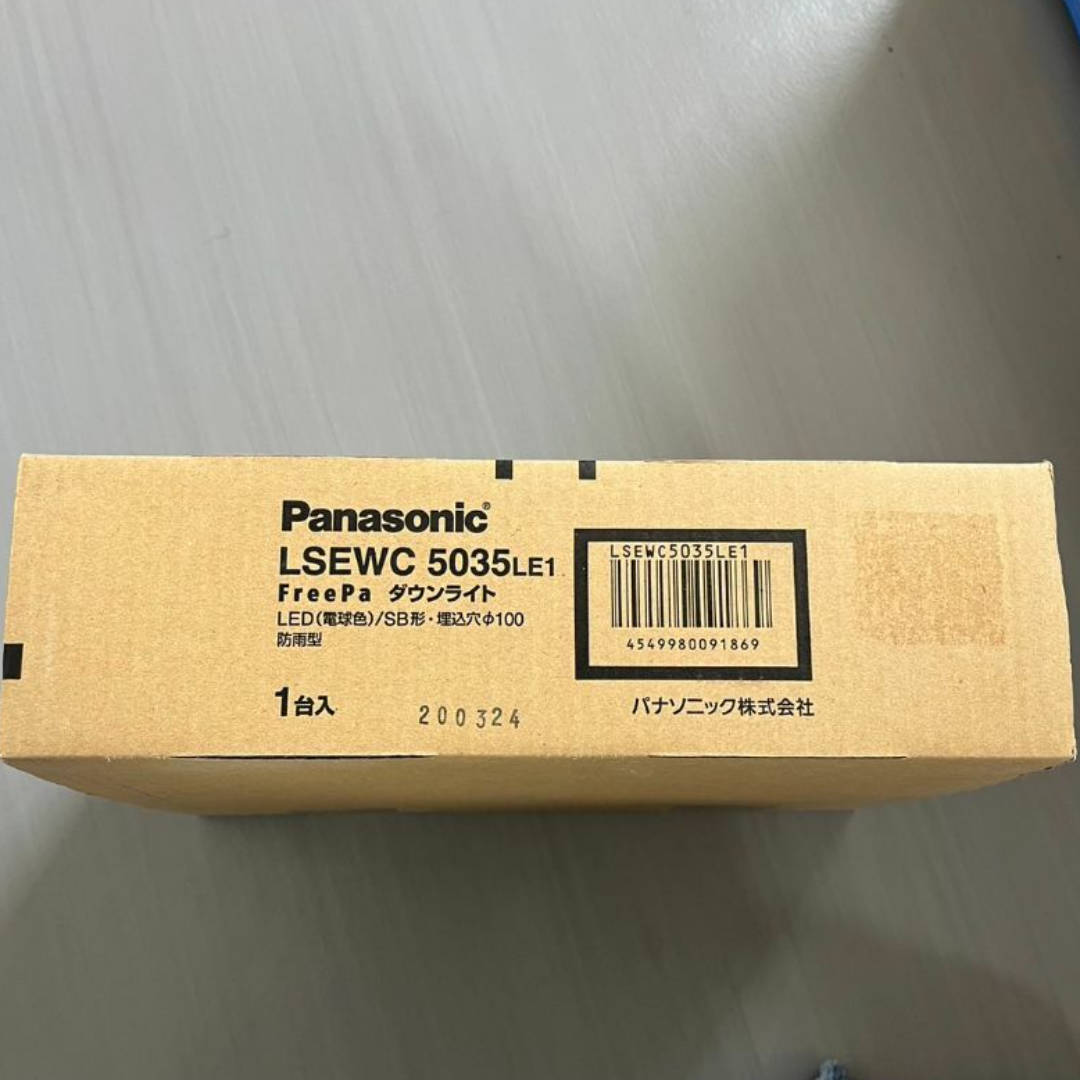 Panasonic®
LSEWC 5035LE1
FreePa ダウンライト
LED(電球色)/SB形・埋込穴φ100
防雨型
1台入
200324
LSEWC5035LE1
4549980091869
パナソニック株式会社